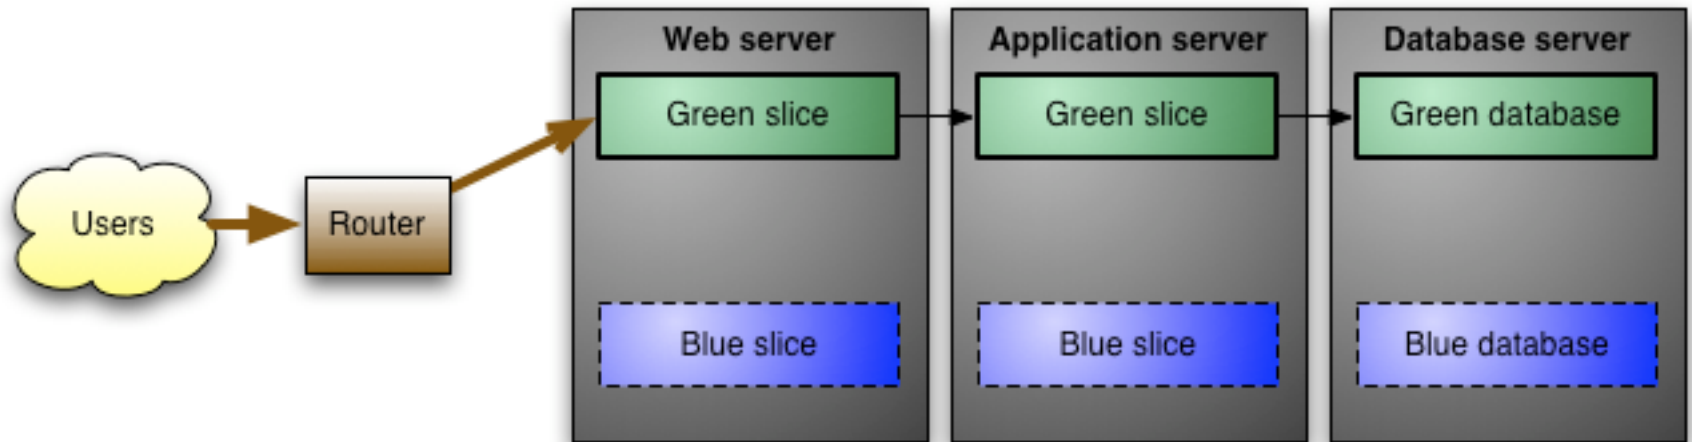 Web server
Application server
Database server
Green slice
Green slice
Green database
Users
Router
Blue slice
Blue slice
Blue database